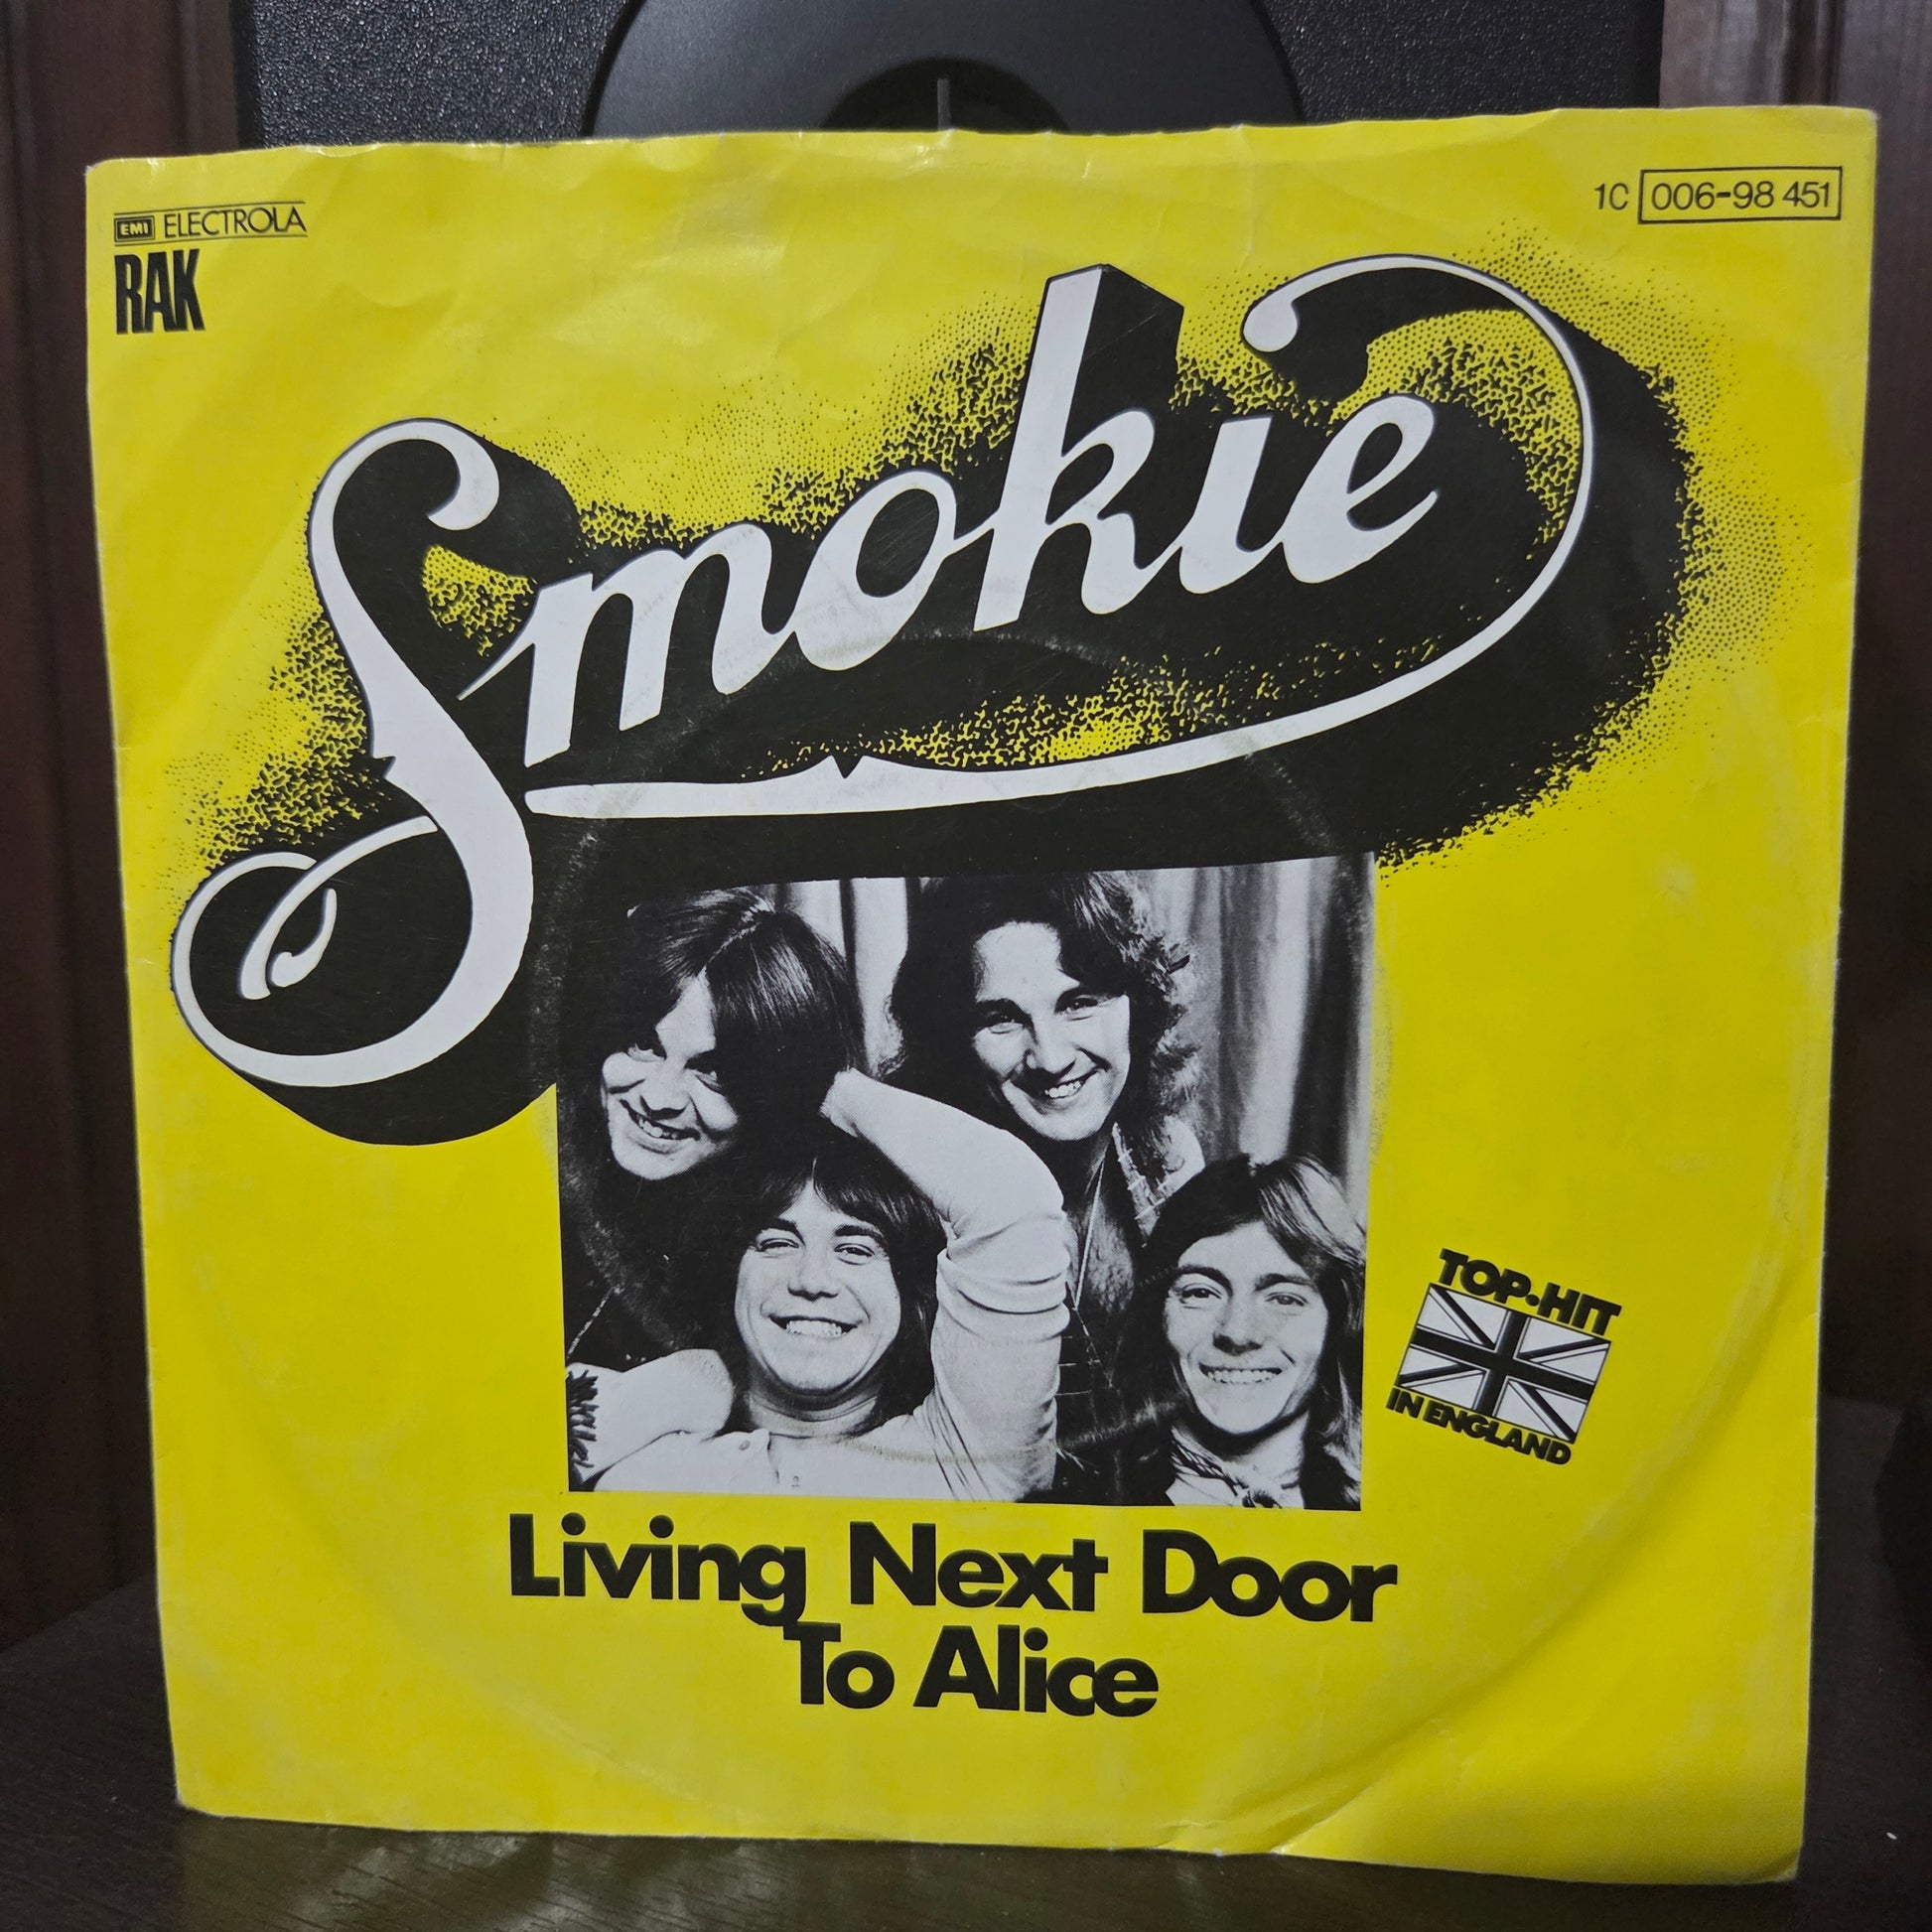 EMI ELECTROLA
RAK
1C 006-98 451
Smokie
TOP•HIT
IN ENGLAND
Living Next Door
To Alice